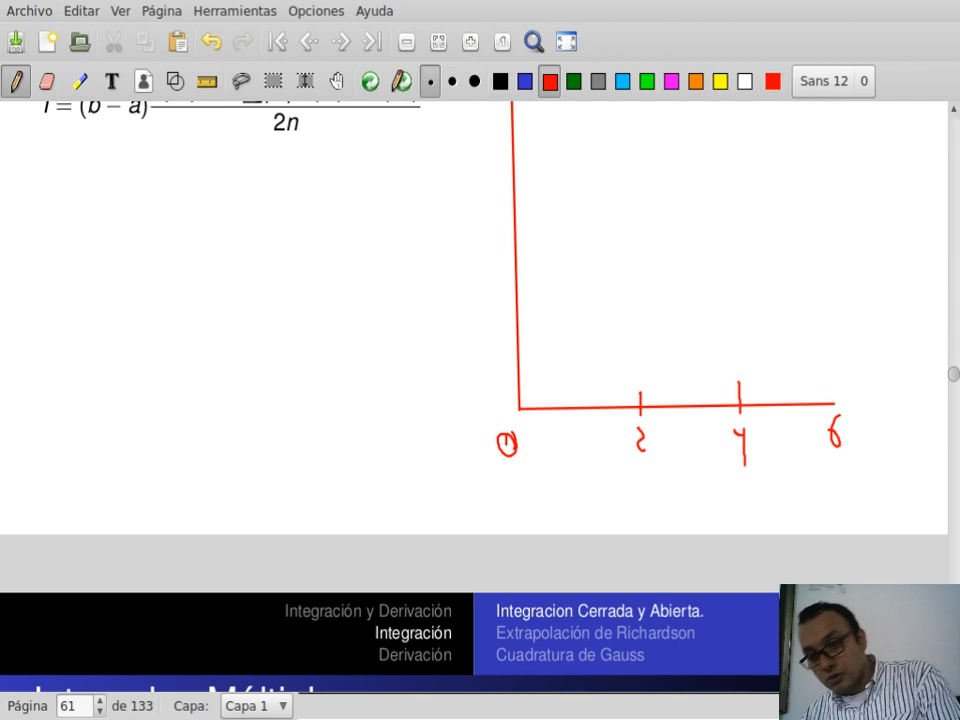 Archivo Editar Ver Página Herramientas Opciones Ayuda
Sans 12 0
I = (b − a)
2n
0 2 4 6
Integración y Derivación
Integración
Derivación
Integracion Cerrada y Abierta.
Extrapolación de Richardson
Cuadratura de Gauss
Página 61 de 133 Capa: Capa 1